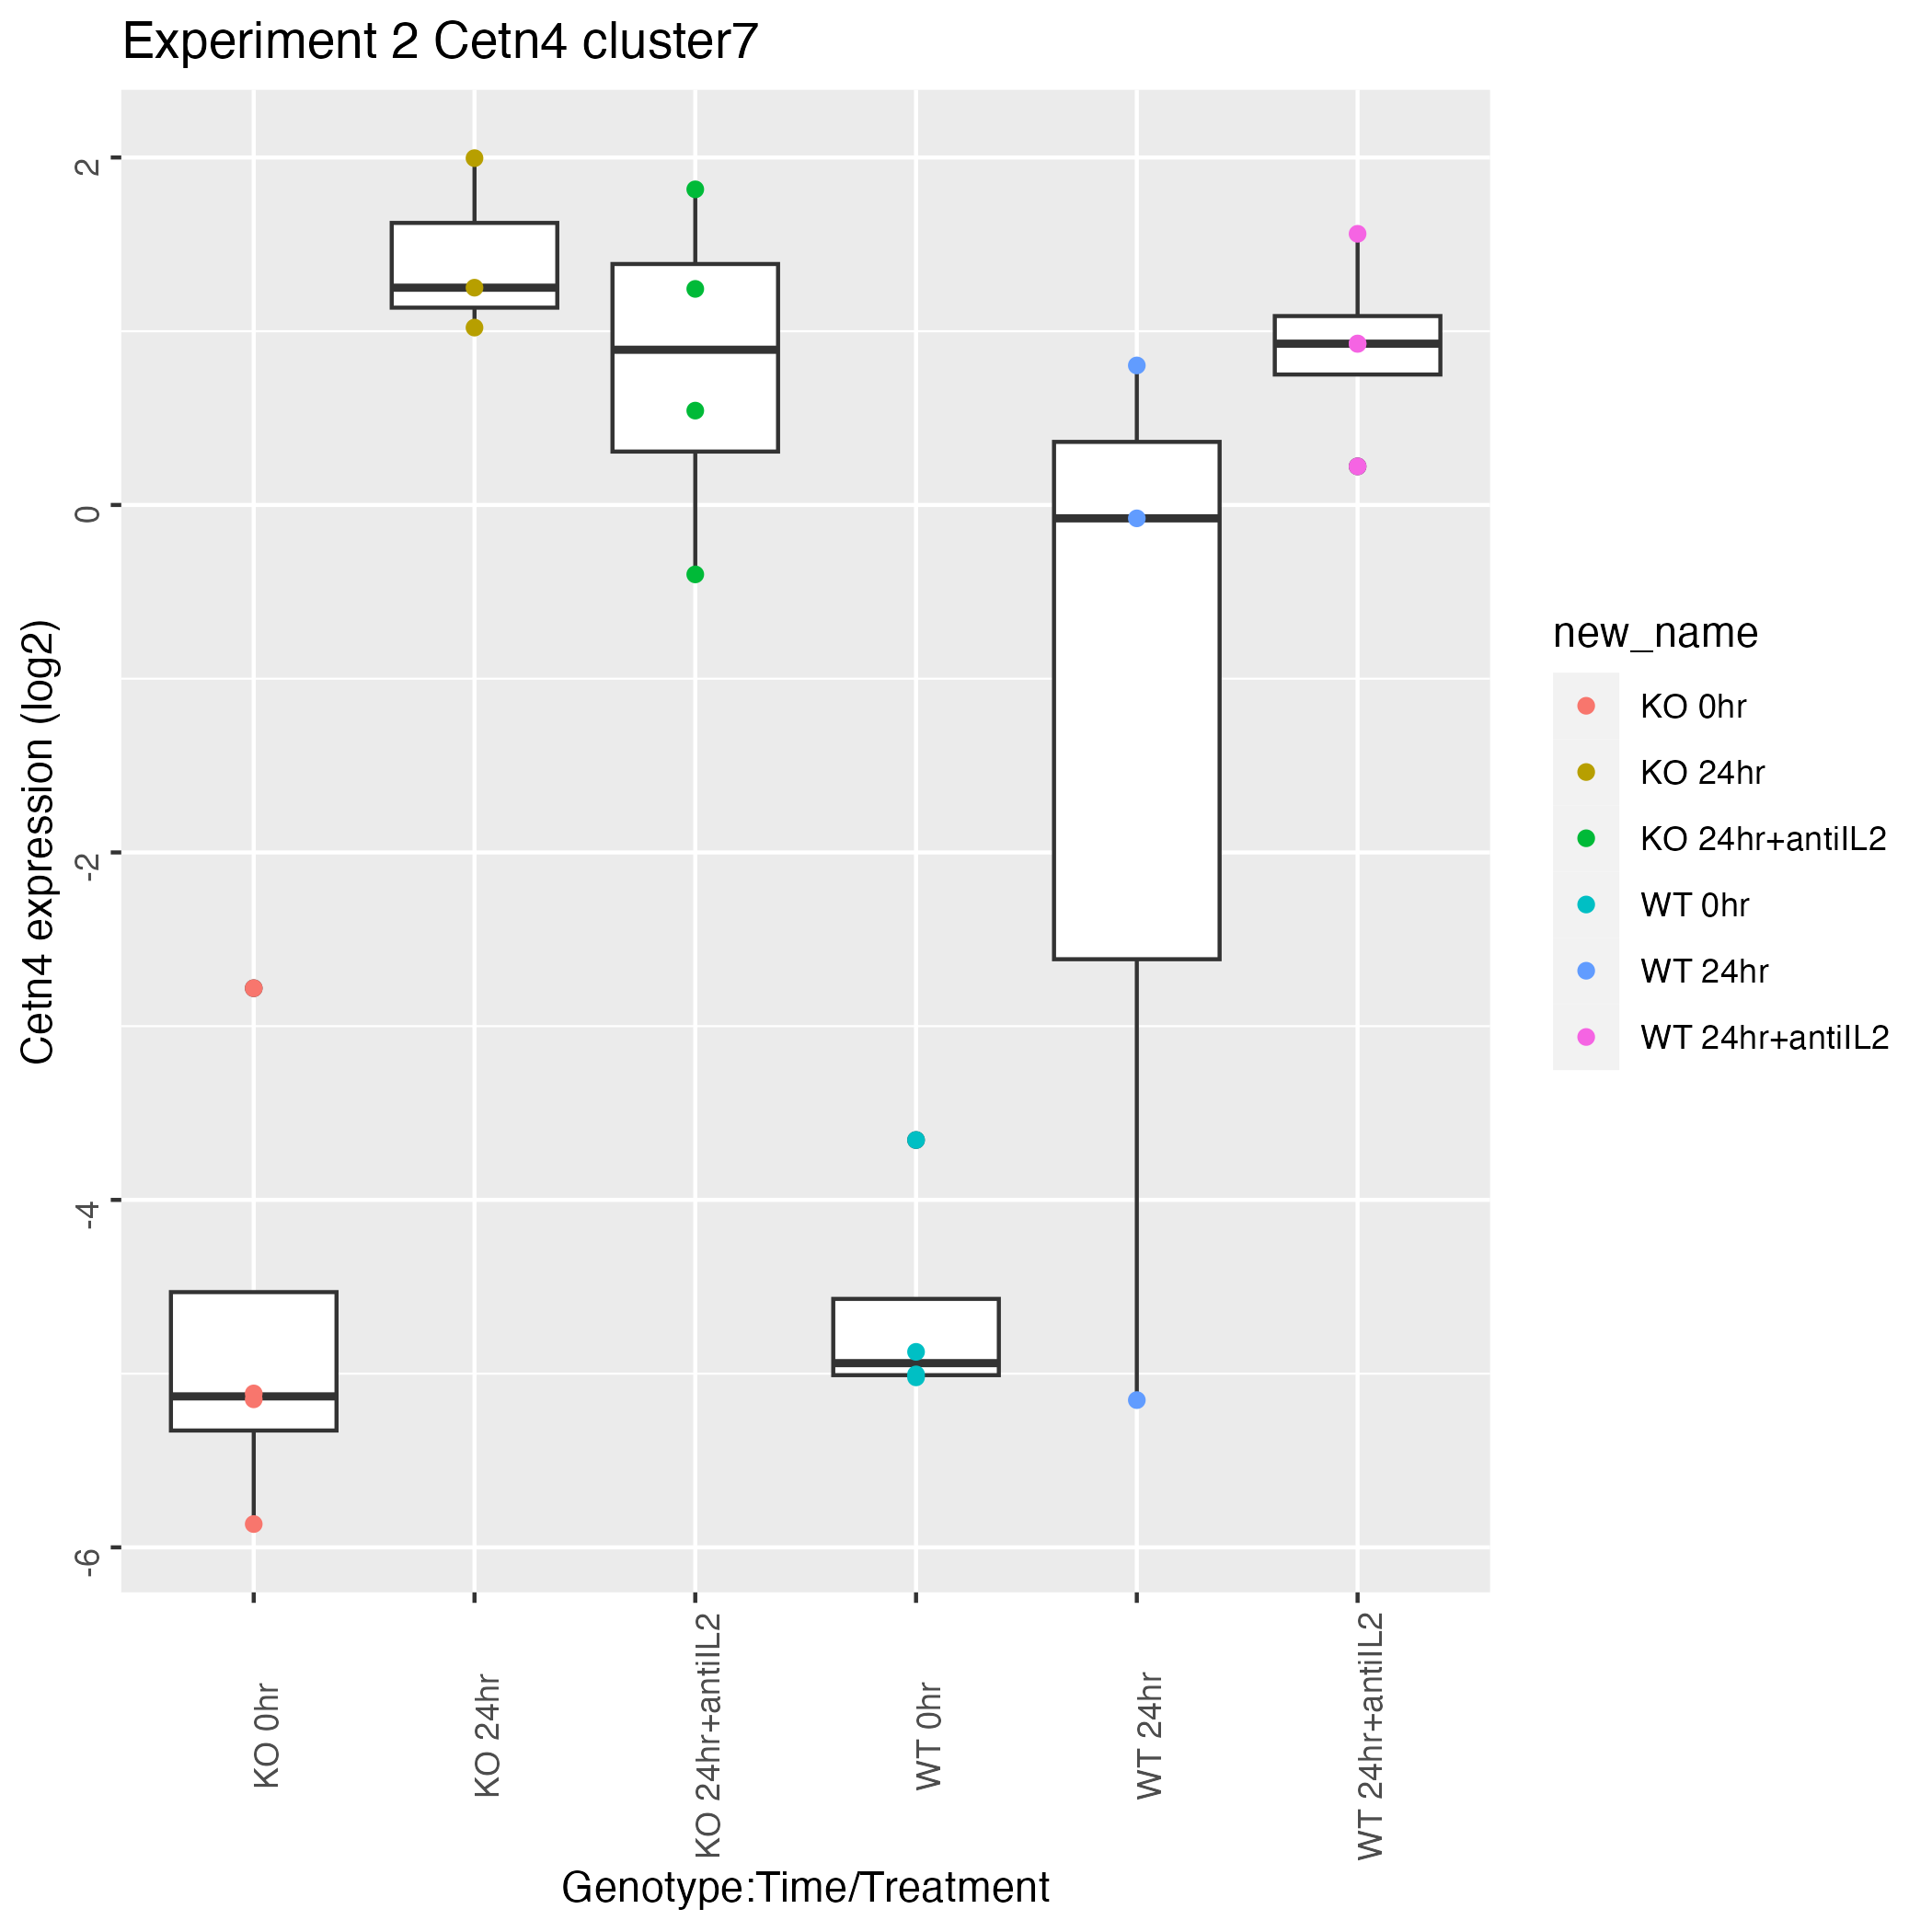 Experiment 2 Cetn4 cluster7
Cetn4 expression (log2)
2
0
-2
-4
-6
KO 0hr
KO 24hr
KO 24hr+antiIL2
WT 0hr
WT 24hr
WT 24hr+antiIL2
Genotype:Time/Treatment
new_name
KO 0hr
KO 24hr
KO 24hr+antiIL2
WT 0hr
WT 24hr
WT 24hr+antiIL2